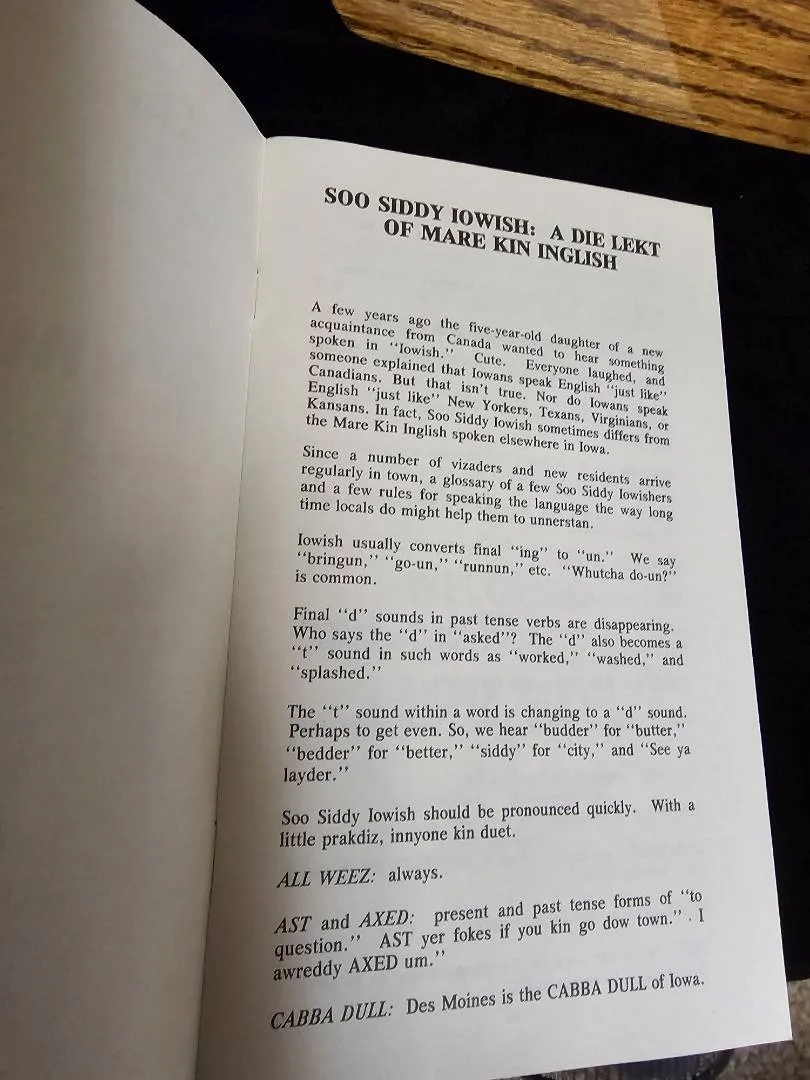 SOO SIDDY IOWISH: A DIE LEKT
OF MARE KIN INGLISH
A few years ago the five-year-old daughter of a new
acquaintance from Canada wanted to hear something
spoken in "Iowish." Cute. Everyone laughed, and
someone explained that Iowans speak English "just like"
Canadians. But that isn't true. Nor do Iowans speak
English "just like" New Yorkers, Texans, Virginians, or
Kansans. In fact, Soo Siddy Iowish sometimes differs from
the Mare Kin Inglish spoken elsewhere in Iowa.
Since a number of vizaders and new residents arrive
regularly in town, a glossary of a few Soo Siddy Iowishers
and a few rules for speaking the language the way long
time locals do might help them to unnerstan.
Iowish usually converts final "ing" to "un." We say
"bringun," "go-un," "runnun," etc. "Whutcha do-un?"
is common.
Final "d" sounds in past tense verbs are disappearing.
Who says the "d" in "asked"? The "d" also becomes a
"t" sound in such words as "worked," "washed," and
"splashed."
The "t" sound within a word is changing to a "d" sound.
Perhaps to get even. So, we hear "budder" for "butter,"
"bedder" for "better," "siddy" for "city," and "See ya
layder."
Soo Siddy Iowish should be pronounced quickly. With a
little prakdiz, innyone kin duet.
ALL WEEZ: always.
AST and AXED: present and past tense forms of "to
question." AST yer fokes if you kin go dow town." . I
awreddy AXED um."
CABBA DULL: Des Moines is the CABBA DULL of Iowa.